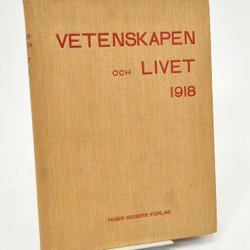 VETENSKAPEN
OCH LIVET
1918
HUGO GEBERS FÖRLAG